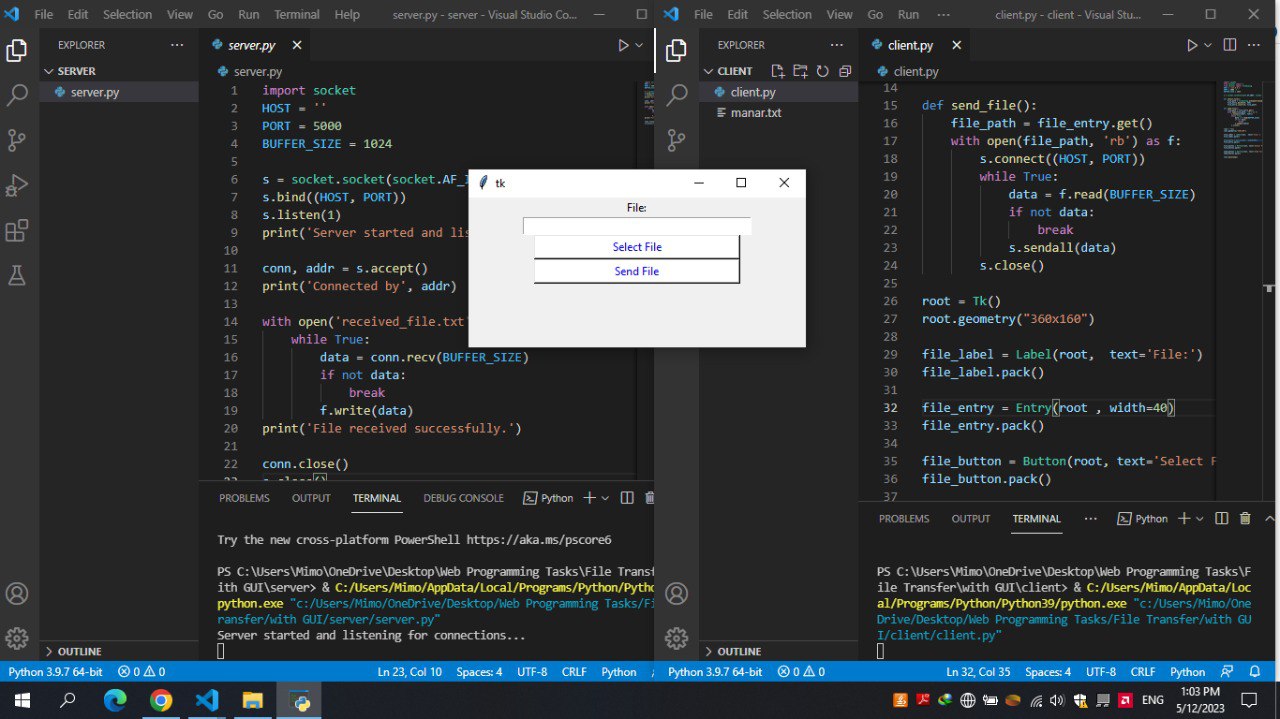 File Edit Selection View Go Run Terminal Help server.py - server - Visual Studio Co...
EXPLORER
SERVER
server.py
server.py
server.py
1 import socket
2 HOST = ''
3 PORT = 5000
4 BUFFER_SIZE = 1024
5
6 s = socket.socket(socket.AF_I
7 s.bind((HOST, PORT))
8 s.listen(1)
9 print('Server started and lis
10
11 conn, addr = s.accept()
12 print('Connected by', addr)
13
14 with open('received_file.txt'
15 while True:
16 data = conn.recv(BUFFER_SIZE)
17 if not data:
18 break
19 f.write(data)
20 print('File received successfully.')
21
22 conn.close()
23 s.close()
PROBLEMS OUTPUT TERMINAL DEBUG CONSOLE Python
Try the new cross-platform PowerShell https://aka.ms/pscore6
PS C:\Users\Mimo\OneDrive\Desktop\Web Programming Tasks\File Transf
ith GUI\server> & C:/Users/Mimo/AppData/Local/Programs/Python/Pytho
python.exe "c:/Users/Mimo/OneDrive/Desktop/Web Programming Tasks/Fi
ransfer/with GUI/server/server.py"
Server started and listening for connections...
OUTLINE
Python 3.9.7 64-bit 0 0 Ln 23, Col 10 Spaces: 4 UTF-8 CRLF Python
tk
File:
Select File
Send File
File Edit Selection View Go Run ... client.py - client - Visual Stu...
EXPLORER
CLIENT
client.py
manar.txt
client.py
client.py
14
15 def send_file():
16 file_path = file_entry.get()
17 with open(file_path, 'rb') as f:
18 s.connect((HOST, PORT))
19 while True:
20 data = f.read(BUFFER_SIZE)
21 if not data:
22 break
23 s.sendall(data)
24 s.close()
25
26 root = Tk()
27 root.geometry("360x160")
28
29 file_label = Label(root,  text='File:')
30 file_label.pack()
31
32 file_entry = Entry(root , width=40)
33 file_entry.pack()
34
35 file_button = Button(root, text='Select F
36 file_button.pack()
37
PROBLEMS OUTPUT TERMINAL ... Python
PS C:\Users\Mimo\OneDrive\Desktop\Web Programming Tasks\F
ile Transfer\with GUI\client> & C:/Users/Mimo/AppData/Loc
al/Programs/Python/Python39/python.exe "c:/Users/Mimo/One
Drive/Desktop/Web Programming Tasks/File Transfer/with GU
I/client/client.py"
OUTLINE
Python 3.9.7 64-bit 0 0 Ln 32, Col 35 Spaces: 4 UTF-8 CRLF Python
ENG
1:03 PM
5/12/2023